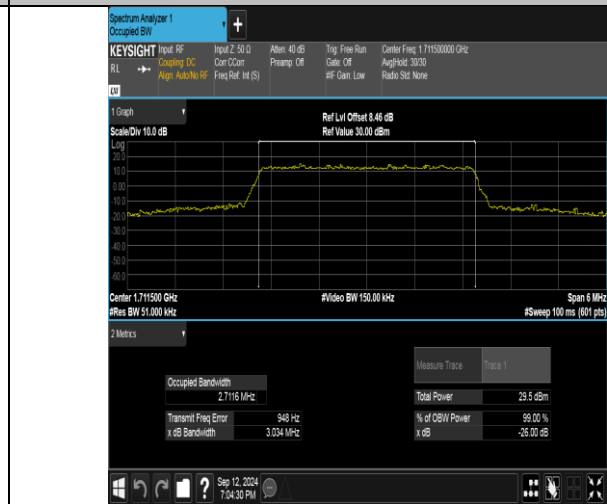 Spectrum Analyzer 1
Occupied BW
+
KEYSIGHT Input: RF Input Z: 50 Ω Atten: 40 dB Trig: Free Run Center Freq: 1.711500000 GHz
RL Coupling: DC Corr CCorr Preamp: Off Gate: Off Avg|Hold: 30/30
Align: Auto/No RF Freq Ref: Int (S) #IF Gain: Low Radio Std: None
LXI
1 Graph Ref Lvl Offset 8.46 dB
Scale/Div 10.0 dB Ref Value 30.00 dBm
Log
20.0
10.0
0.00
-10.0
-20.0
-30.0
-40.0
-50.0
-60.0
Center 1.711500 GHz #Video BW 150.00 kHz Span 6 MHz
#Res BW 51.000 kHz #Sweep 100 ms (601 pts)
2 Metrics
Measure Trace Trace 1
Occupied Bandwidth
2.7116 MHz Total Power 29.5 dBm
Transmit Freq Error 948 Hz % of OBW Power 99.00 %
x dB Bandwidth 3.034 MHz x dB -26.00 dB
? Sep 12, 2024
7:04:30 PM